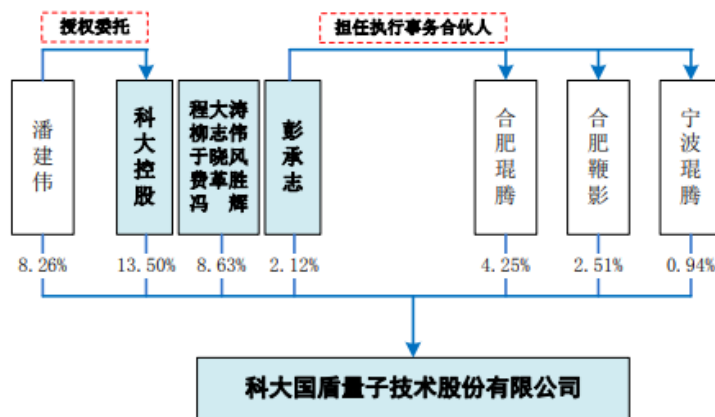 授权委托
担任执行事务合伙人
潘建伟
科大控股
程大涛
柳志伟
于晓风
费革胜
冯 辉
彭承志
合肥琨腾
合肥鞭影
宁波琨腾
8.26%
13.50%
8.63%
2.12%
4.25%
2.51%
0.94%
科大国盾量子技术股份有限公司